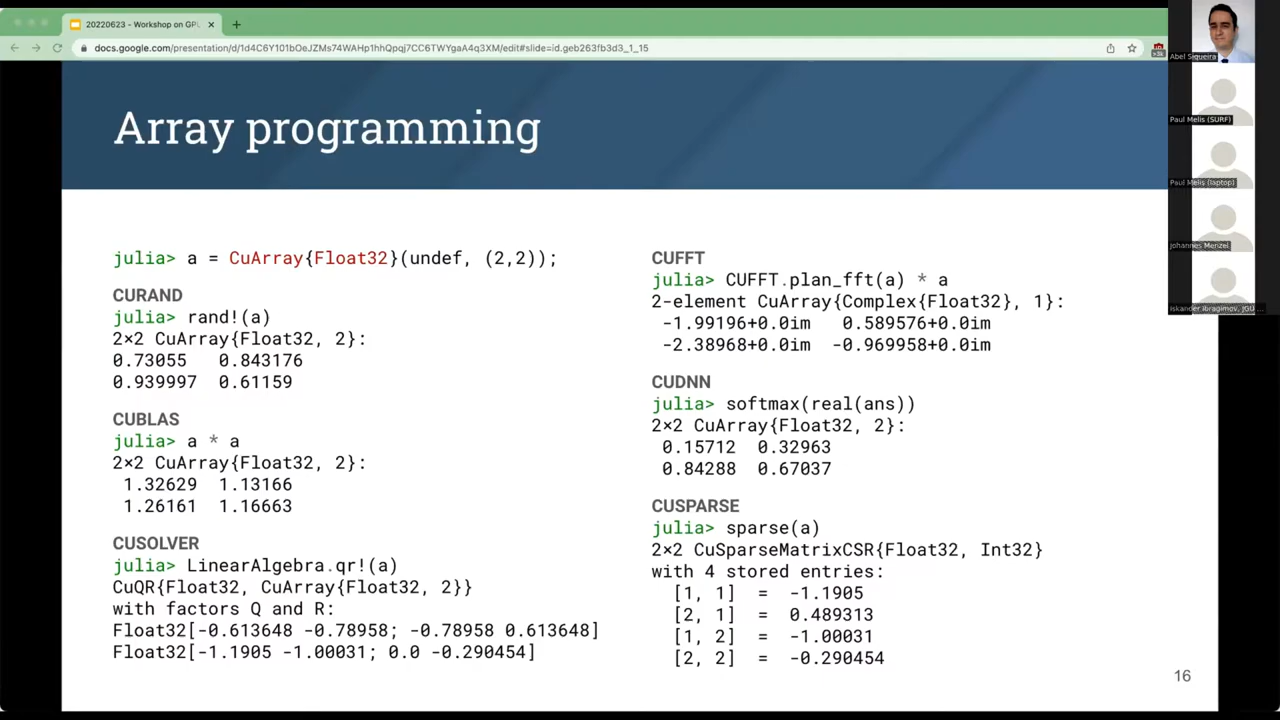 20220623 - Workshop on GPU
docs.google.com/presentation/d/1d4C6Y101bOeJZMs74WAHp1hhQpqj7CC6TWYgaA4q3XM/edit#slide=id.geb263fb3d3_1_15
Abel Siqueira
Paul Melis (SURF)
Paul Melis (laptop)
Johannes Menzel
Iskander Ibragimov, JGU ...
Array programming
julia> a = CuArray{Float32}(undef, (2,2));
CURAND
julia> rand!(a)
2×2 CuArray{Float32, 2}:
0.73055 0.843176
0.939997 0.61159
CUBLAS
julia> a * a
2×2 CuArray{Float32, 2}:
1.32629 1.13166
1.26161 1.16663
CUSOLVER
julia> LinearAlgebra.qr!(a)
CuQR{Float32, CuArray{Float32, 2}}
with factors Q and R:
Float32[-0.613648 -0.78958; -0.78958 0.613648]
Float32[-1.1905 -1.00031; 0.0 -0.290454]
CUFFT
julia> CUFFT.plan_fft(a) * a
2-element CuArray{Complex{Float32}, 1}:
-1.99196+0.0im 0.589576+0.0im
-2.38968+0.0im -0.969958+0.0im
CUDNN
julia> softmax(real(ans))
2×2 CuArray{Float32, 2}:
0.15712 0.32963
0.84288 0.67037
CUSPARSE
julia> sparse(a)
2×2 CuSparseMatrixCSR{Float32, Int32}
with 4 stored entries:
[1, 1] = -1.1905
[2, 1] = 0.489313
[1, 2] = -1.00031
[2, 2] = -0.290454
16